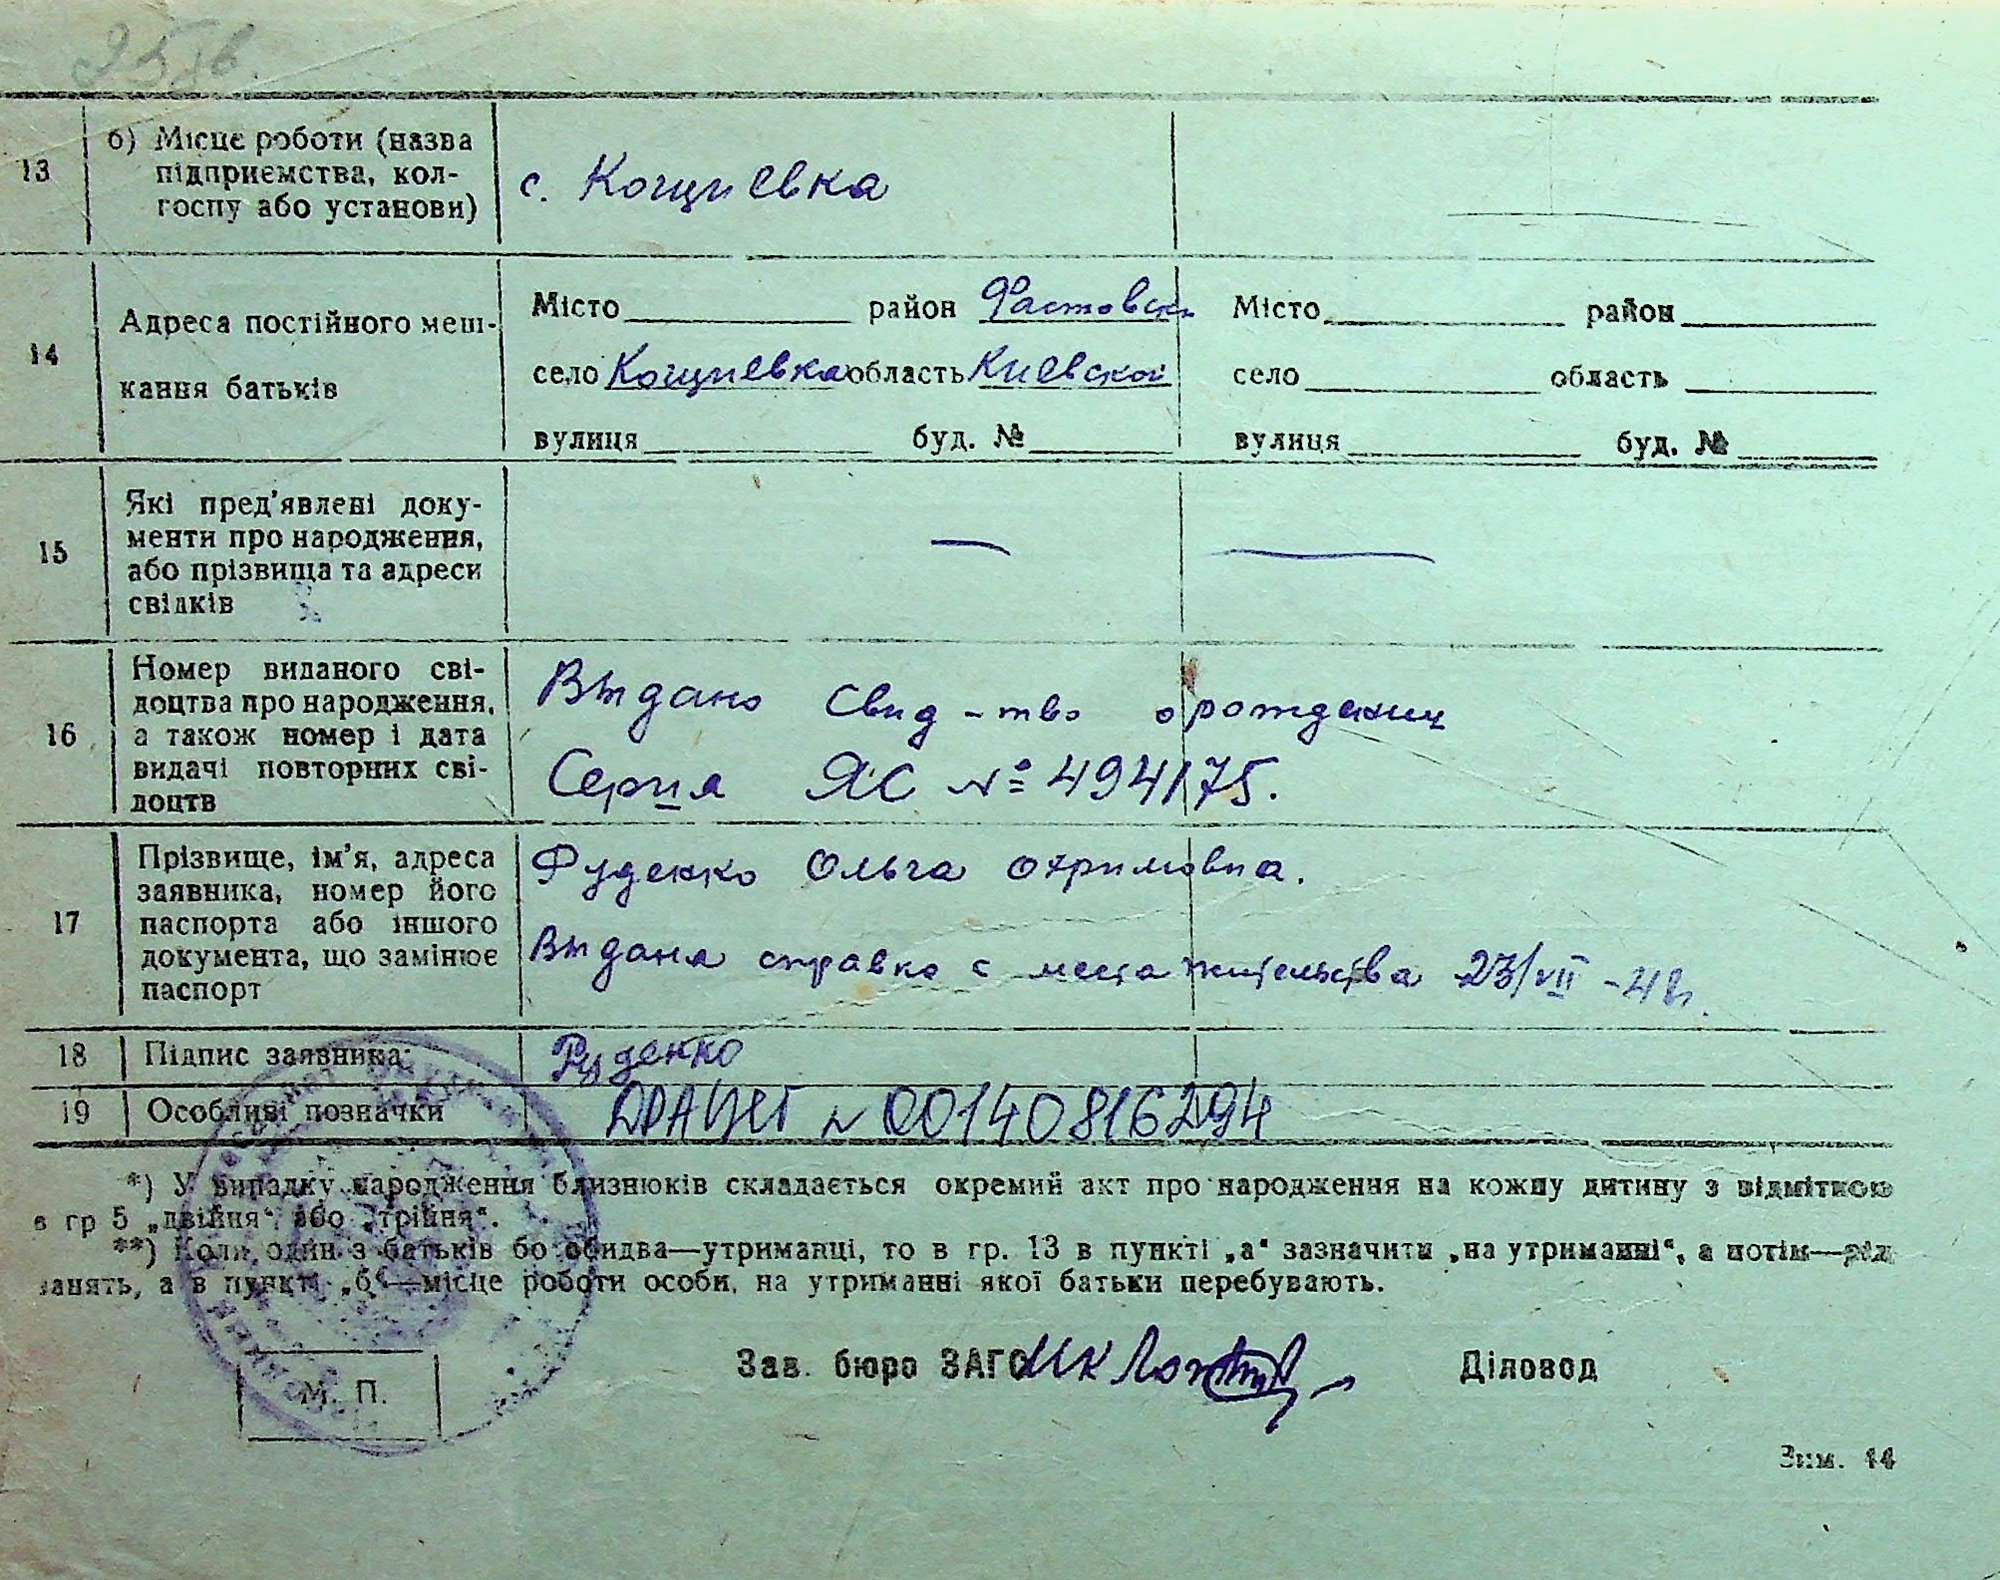 13
б) Місце роботи (назва
підприємства, кол-
госпу або установи)
с. Кощиевка
14
Адреса постійного меш-
кання батьків
Місто район Фастовск
село Кощиевка область Киевской
вулиця буд. №
Місто район
село область
вулиця буд. №
15
Які пред'явлені доку-
менти про народження,
або прізвища та адреси
свідків
16
Номер виданого сві-
доцтва про народження,
а також номер і дата
видачі повторних сві-
доцтв
Выдано свид-тво о рождении
Серия ЯС № 494175.
17
Прізвище, ім'я, адреса
заявника, номер його
паспорта або іншого
документа, що замінює
паспорт
Руденко Ольга Охримовна.
Выдана справка с места жительства 23/VII - 48г.
18
Підпис заявника:
Руденко
19
Особливі позначки
ДРАЦСГ N 00140816294
*) У випадку народження близнюків складається окремий акт про народження на кожну дитину з відміткою
в гр 5 „двійня“ або „трійня“.
**) Коли один з батьків бо обидва—утриманці, то в гр. 13 в пункті „а“ зазначити „на утриманні“, а потім—рід
занять, а в пункті „б“—місце роботи особи, на утриманні якої батьки перебувають.
Зав. бюро ЗАГС
Діловод
М. П.
Зим. 14